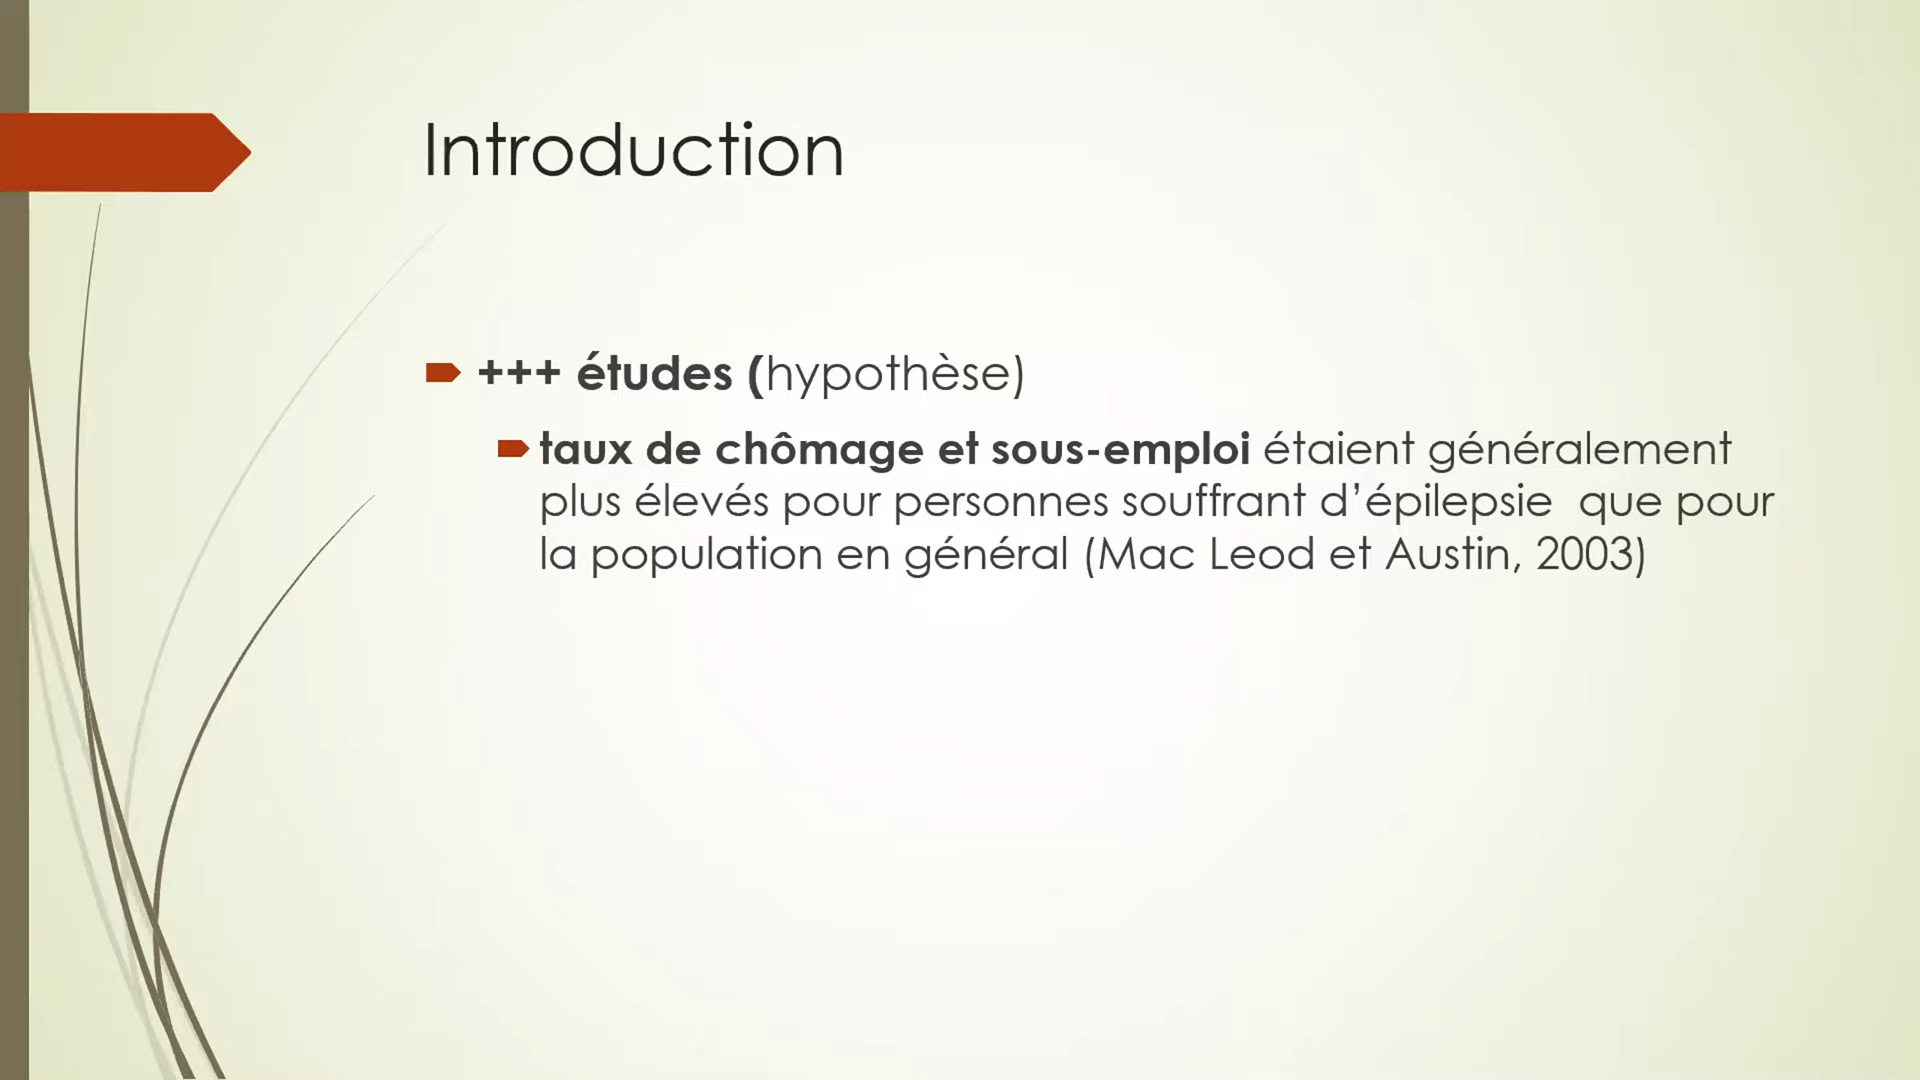 Introduction
+++ études (hypothèse)
taux de chômage et sous-emploi étaient généralement
plus élevés pour personnes souffrant d’épilepsie  que pour
la population en général (Mac Leod et Austin, 2003)